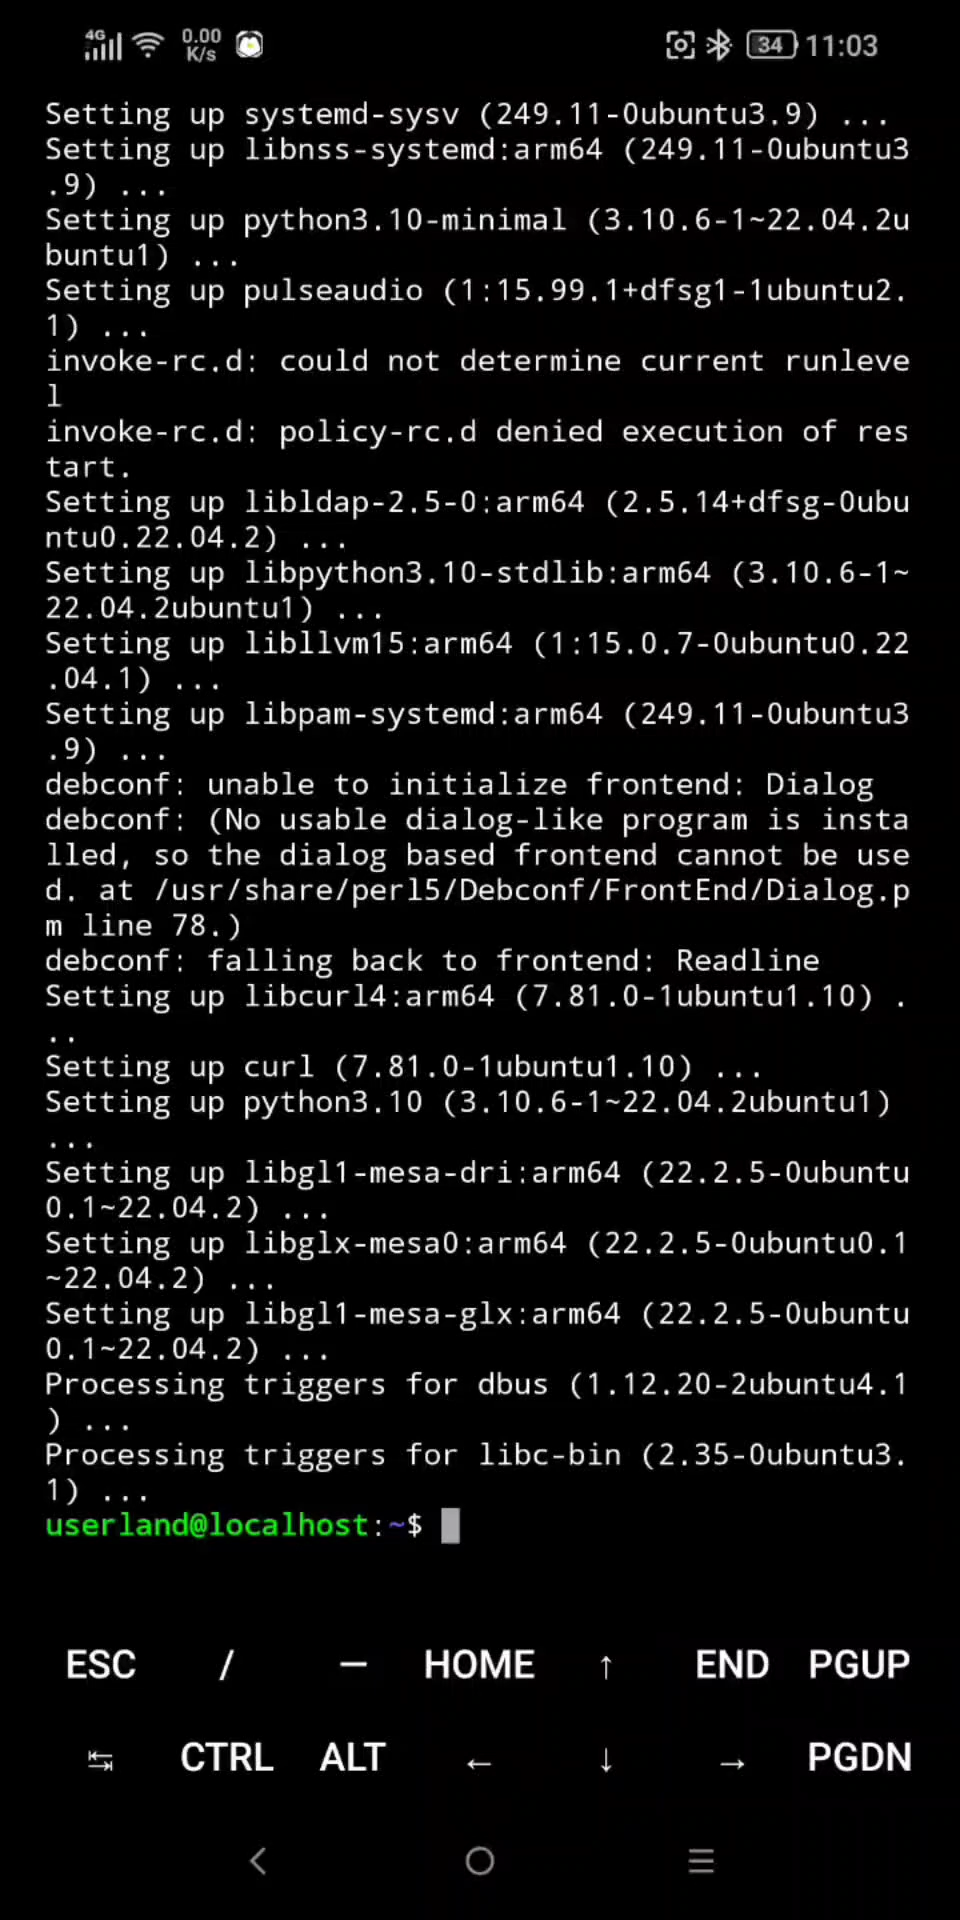 4G 0.00 K/s 34 11:03
Setting up systemd-sysv (249.11-0ubuntu3.9) ...
Setting up libnss-systemd:arm64 (249.11-0ubuntu3
.9) ...
Setting up python3.10-minimal (3.10.6-1~22.04.2u
buntu1) ...
Setting up pulseaudio (1:15.99.1+dfsg1-1ubuntu2.
1) ...
invoke-rc.d: could not determine current runleve
l
invoke-rc.d: policy-rc.d denied execution of res
tart.
Setting up libldap-2.5-0:arm64 (2.5.14+dfsg-0ubu
ntu0.22.04.2) ...
Setting up libpython3.10-stdlib:arm64 (3.10.6-1~
22.04.2ubuntu1) ...
Setting up libllvm15:arm64 (1:15.0.7-0ubuntu0.22
.04.1) ...
Setting up libpam-systemd:arm64 (249.11-0ubuntu3
.9) ...
debconf: unable to initialize frontend: Dialog
debconf: (No usable dialog-like program is insta
lled, so the dialog based frontend cannot be use
d. at /usr/share/perl5/Debconf/FrontEnd/Dialog.p
m line 78.)
debconf: falling back to frontend: Readline
Setting up libcurl4:arm64 (7.81.0-1ubuntu1.10) .
..
Setting up curl (7.81.0-1ubuntu1.10) ...
Setting up python3.10 (3.10.6-1~22.04.2ubuntu1)
...
Setting up libgl1-mesa-dri:arm64 (22.2.5-0ubuntu
0.1~22.04.2) ...
Setting up libglx-mesa0:arm64 (22.2.5-0ubuntu0.1
~22.04.2) ...
Setting up libgl1-mesa-glx:arm64 (22.2.5-0ubuntu
0.1~22.04.2) ...
Processing triggers for dbus (1.12.20-2ubuntu4.1
) ...
Processing triggers for libc-bin (2.35-0ubuntu3.
1) ...
userland@localhost:~$
ESC / — HOME ↑ END PGUP
↹ CTRL ALT ← ↓ → PGDN